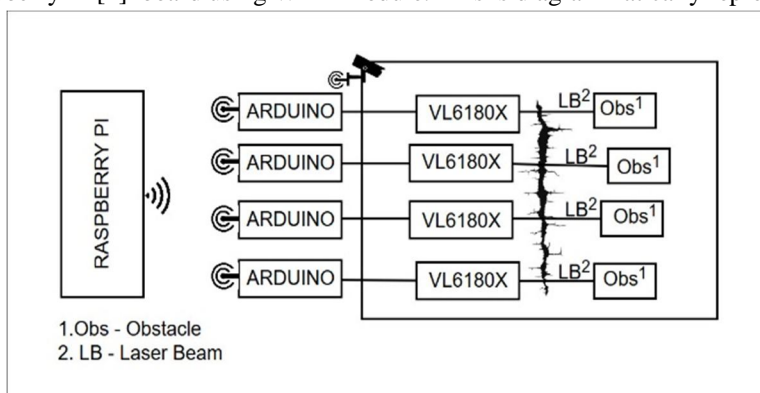 ARDUINO VL6180X LB2 Obs1
ARDUINO VL6180X LB2 Obs1
RASPBERRY PI
ARDUINO VL6180X LB2 Obs1
ARDUINO VL6180X LB2 Obs1
1.Obs - Obstacle
2. LB - Laser Beam